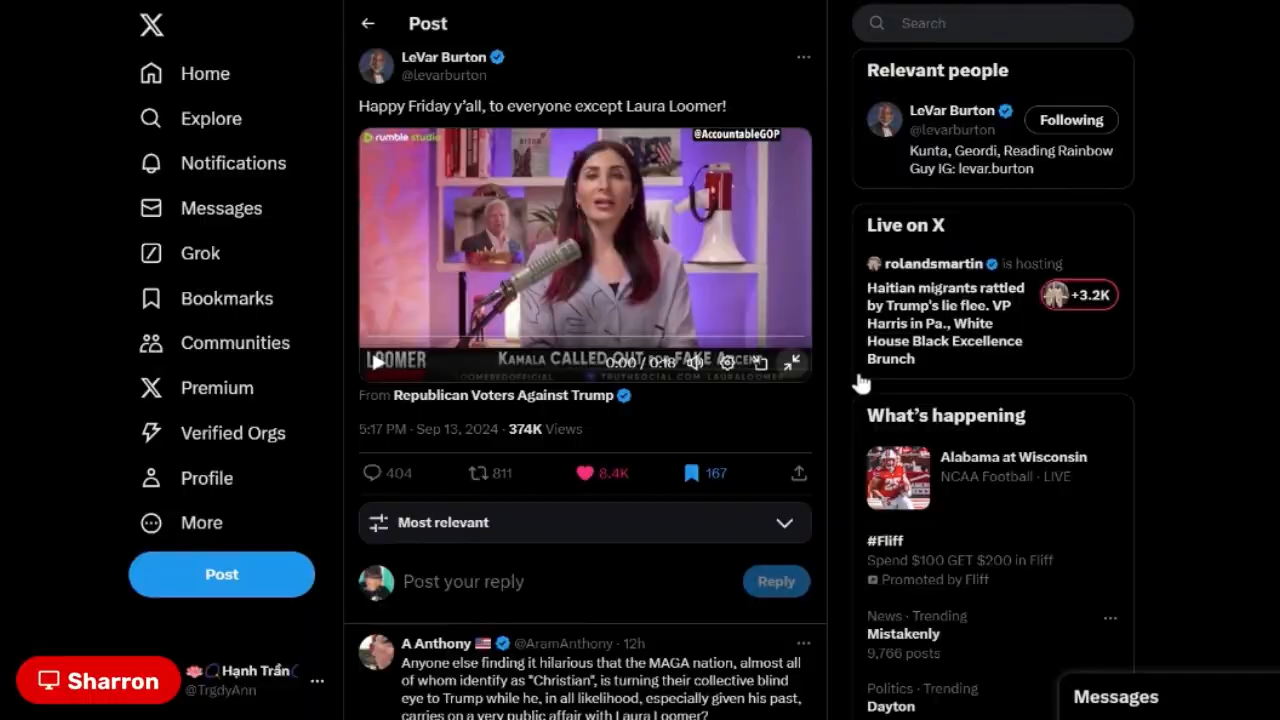 Home
Explore
Notifications
Messages
Grok
Bookmarks
Communities
Premium
Verified Orgs
Profile
More
Post
Sharron
Hạnh Trần
@TrgdyAnn
Post
LeVar Burton
@levarburton
Happy Friday y'all, to everyone except Laura Loomer!
rumble studio
@AccountableGOP
LOOMER
KAMALA CALLED OUT FOR FAKE ACCENT
0:00 / 0:18
From Republican Voters Against Trump
5:17 PM · Sep 13, 2024 · 374K Views
404 811 8.4K 167
Most relevant
Post your reply
Reply
A Anthony @AramAnthony · 12h
Anyone else finding it hilarious that the MAGA nation, almost all
of whom identify as "Christian", is turning their collective blind
eye to Trump while he, in all likelihood, especially given his past,
carries on a very public affair with Laura Loomer?
Search
Relevant people
LeVar Burton
@levarburton
Following
Kunta, Geordi, Reading Rainbow
Guy IG: levar.burton
Live on X
rolandsmartin is hosting
Haitian migrants rattled
by Trump's lie flee. VP
Harris in Pa., White
House Black Excellence
Brunch
+3.2K
What's happening
Alabama at Wisconsin
NCAA Football · LIVE
#Fliff
Spend $100 GET $200 in Fliff
Promoted by Fliff
News · Trending
Mistakenly
9,766 posts
Politics · Trending
Dayton
Messages